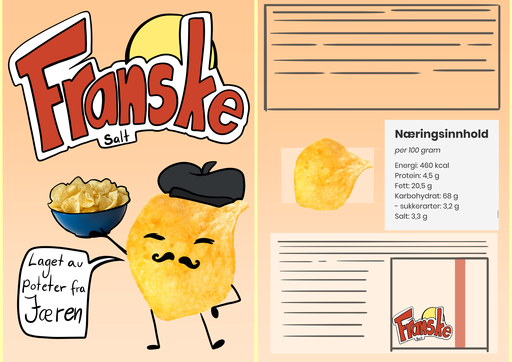 Franske
Salt
Laget av
Poteter fra
Jæren
Næringsinnhold
per 100 gram
Energi: 460 kcal
Protein: 4,5 g
Fett: 20,5 g
Karbohydrat: 68 g
- sukkerarter: 3,2 g
Salt: 3,3 g
Franske
Salt